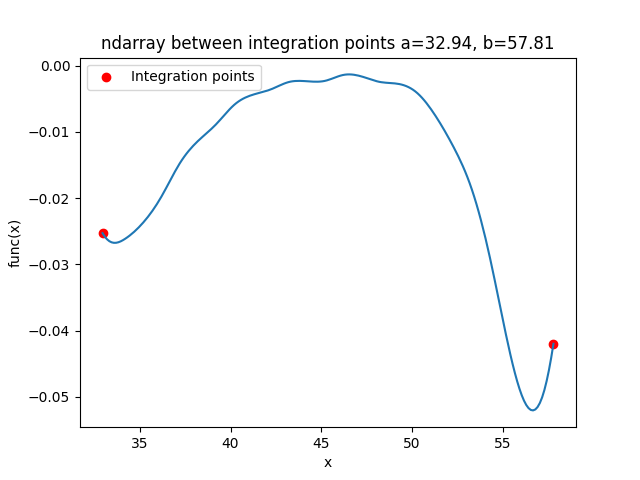 ndarray between integration points a=32.94, b=57.81
Integration points
0.00
−0.01
−0.02
−0.03
−0.04
−0.05
func(x)
35 40 45 50 55
x